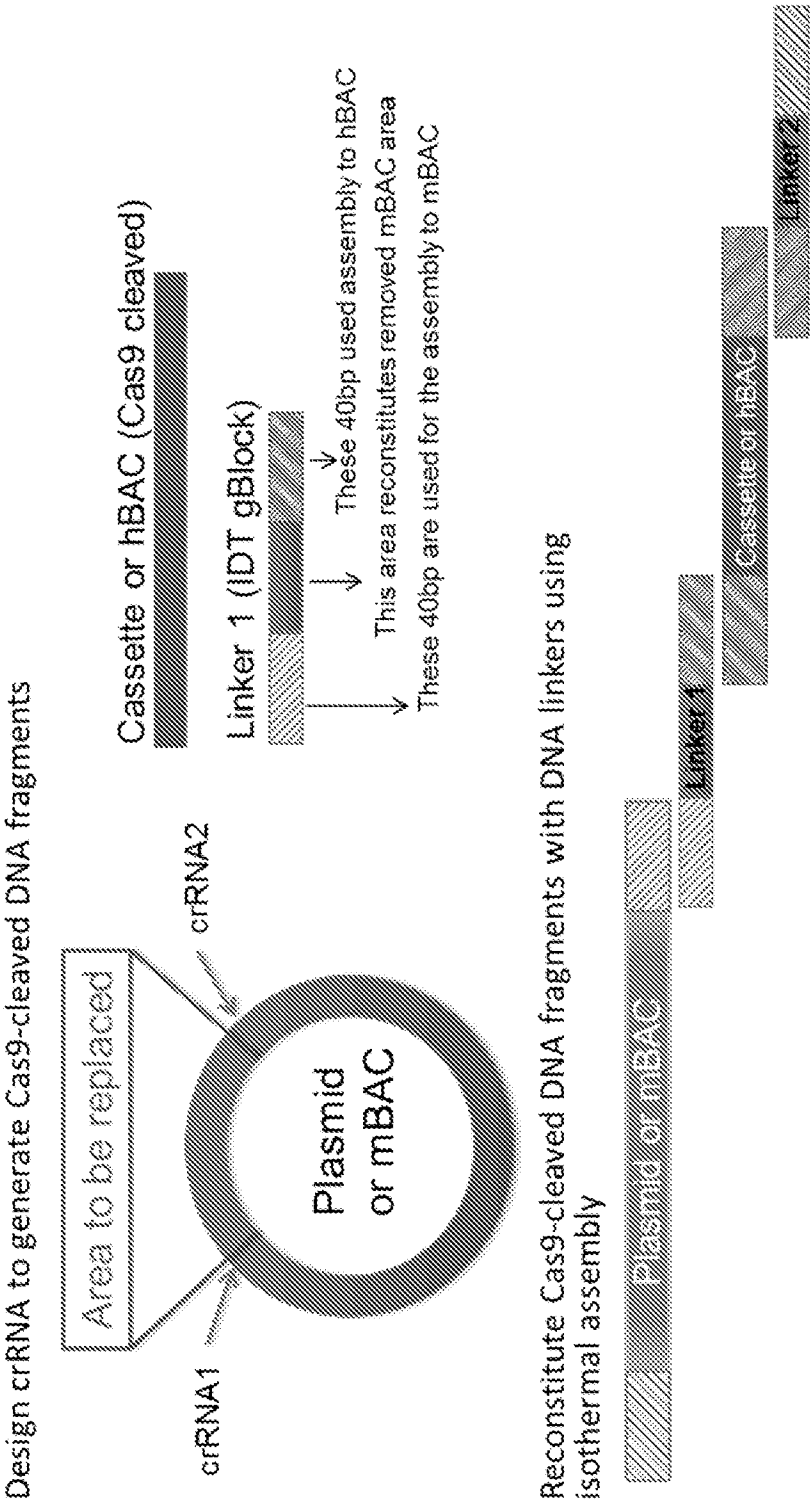 Design crRNA to generate Cas9-cleaved DNA fragments
Area to be replaced
crRNA1
crRNA2
Plasmid
or mBAC
Cassette or hBAC (Cas9 cleaved)
Linker 1 (IDT gBlock)
These 40bp used assembly to hBAC
This area reconstitutes removed mBAC area
These 40bp are used for the assembly to mBAC
Reconstitute Cas9-cleaved DNA fragments with DNA linkers using
isothermal assembly
Plasmid or mBAC
Linker 1
Cassette or hBAC
Linker 2